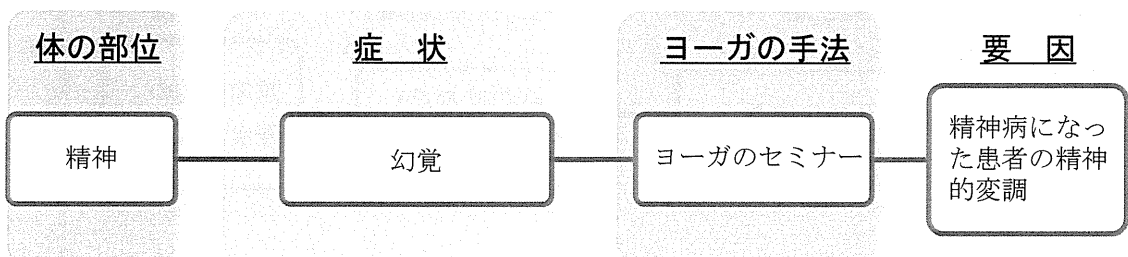 体の部位
症　状
ヨーガの手法
要　因
精神
幻覚
ヨーガのセミナー
精神病になっ
た患者の精神
的変調